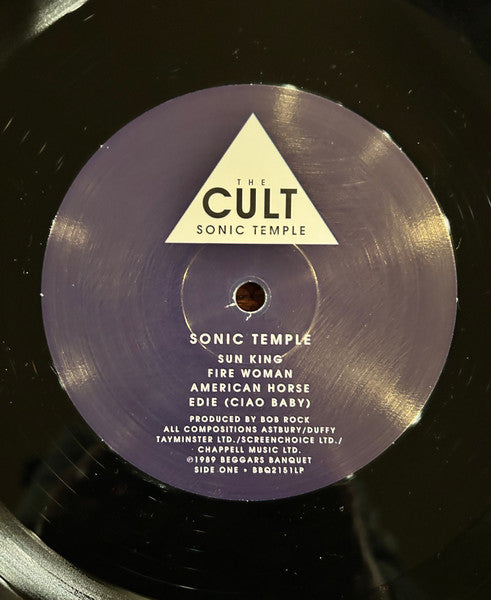 THE
CULT
SONIC TEMPLE
SONIC TEMPLE
SUN KING
FIRE WOMAN
AMERICAN HORSE
EDIE (CIAO BABY)
PRODUCED BY BOB ROCK
ALL COMPOSITIONS ASTBURY/DUFFY
TAYMINSTER LTD./SCREENCHOICE LTD./
CHAPPELL MUSIC LTD.
℗1989 BEGGARS BANQUET
SIDE ONE • BBQ2151LP